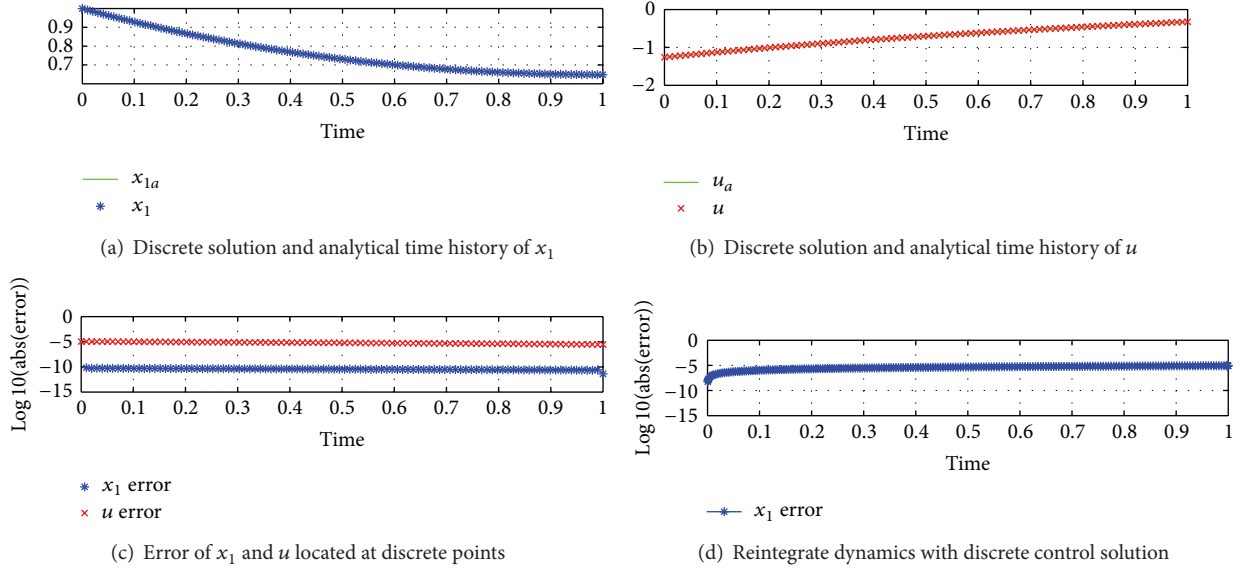 0.9
0.8
0.7
0 0.1 0.2 0.3 0.4 0.5 0.6 0.7 0.8 0.9 1
Time
x1a
x1
(a) Discrete solution and analytical time history of x1
0
−1
−2
0 0.1 0.2 0.3 0.4 0.5 0.6 0.7 0.8 0.9 1
Time
ua
u
(b) Discrete solution and analytical time history of u
Log 10(abs(error))
0
−5
−10
−15
0 0.1 0.2 0.3 0.4 0.5 0.6 0.7 0.8 0.9 1
Time
x1 error
u error
(c) Error of x1 and u located at discrete points
Log 10(abs(error))
0
−5
−10
−15
0 0.1 0.2 0.3 0.4 0.5 0.6 0.7 0.8 0.9 1
Time
x1 error
(d) Reintegrate dynamics with discrete control solution